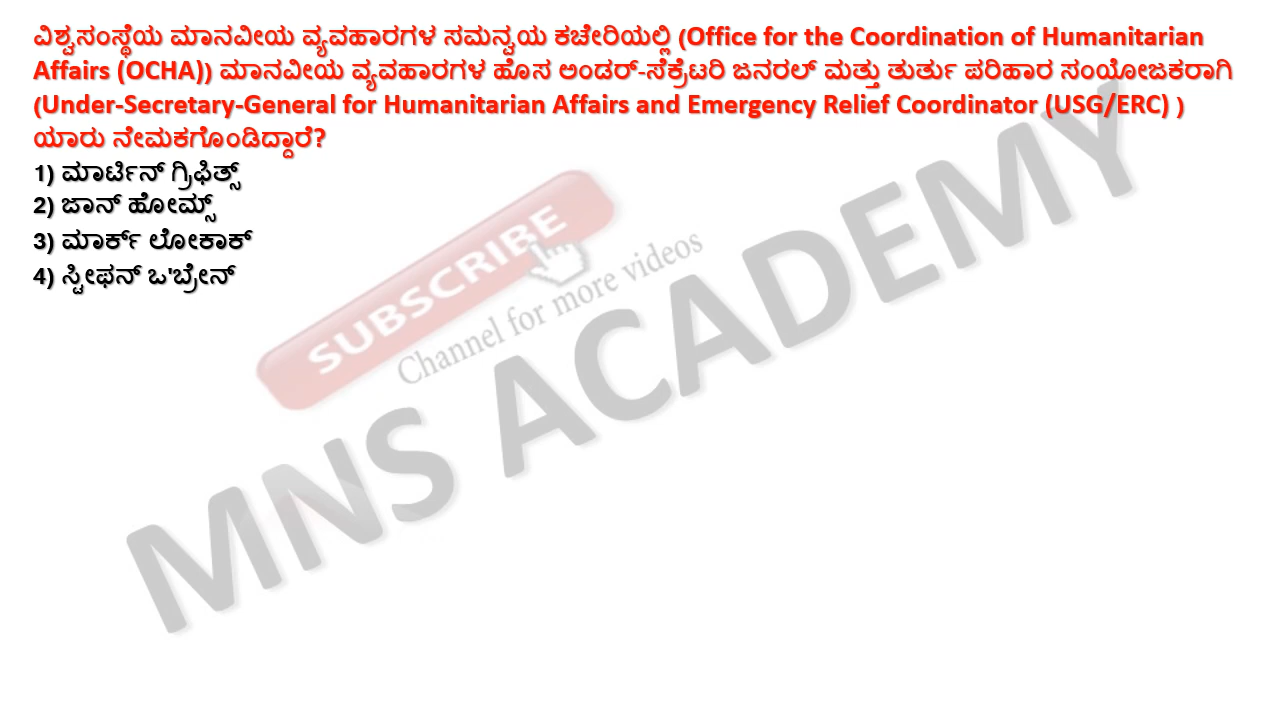 ವಿಶ್ವಸಂಸ್ಥೆಯ ಮಾನವೀಯ ವ್ಯವಹಾರಗಳ ಸಮನ್ವಯ ಕಚೇರಿಯಲ್ಲಿ (Office for the Coordination of Humanitarian
Affairs (OCHA)) ಮಾನವೀಯ ವ್ಯವಹಾರಗಳ ಹೊಸ ಅಂಡರ್-ಸೆಕ್ರೆಟರಿ ಜನರಲ್ ಮತ್ತು ತುರ್ತು ಪರಿಹಾರ ಸಂಯೋಜಕರಾಗಿ
(Under-Secretary-General for Humanitarian Affairs and Emergency Relief Coordinator (USG/ERC) )
ಯಾರು ನೇಮಕಗೊಂಡಿದ್ದಾರೆ?
1) ಮಾರ್ಟಿನ್ ಗ್ರಿಫಿತ್ಸ್
2) ಜಾನ್ ಹೋಮ್ಸ್
3) ಮಾರ್ಕ್ ಲೋಕಾಕ್
4) ಸ್ಟೀಫನ್ ಒ'ಬ್ರೇನ್
SUBSCRIBE
Channel for more videos
MNS ACADEMY